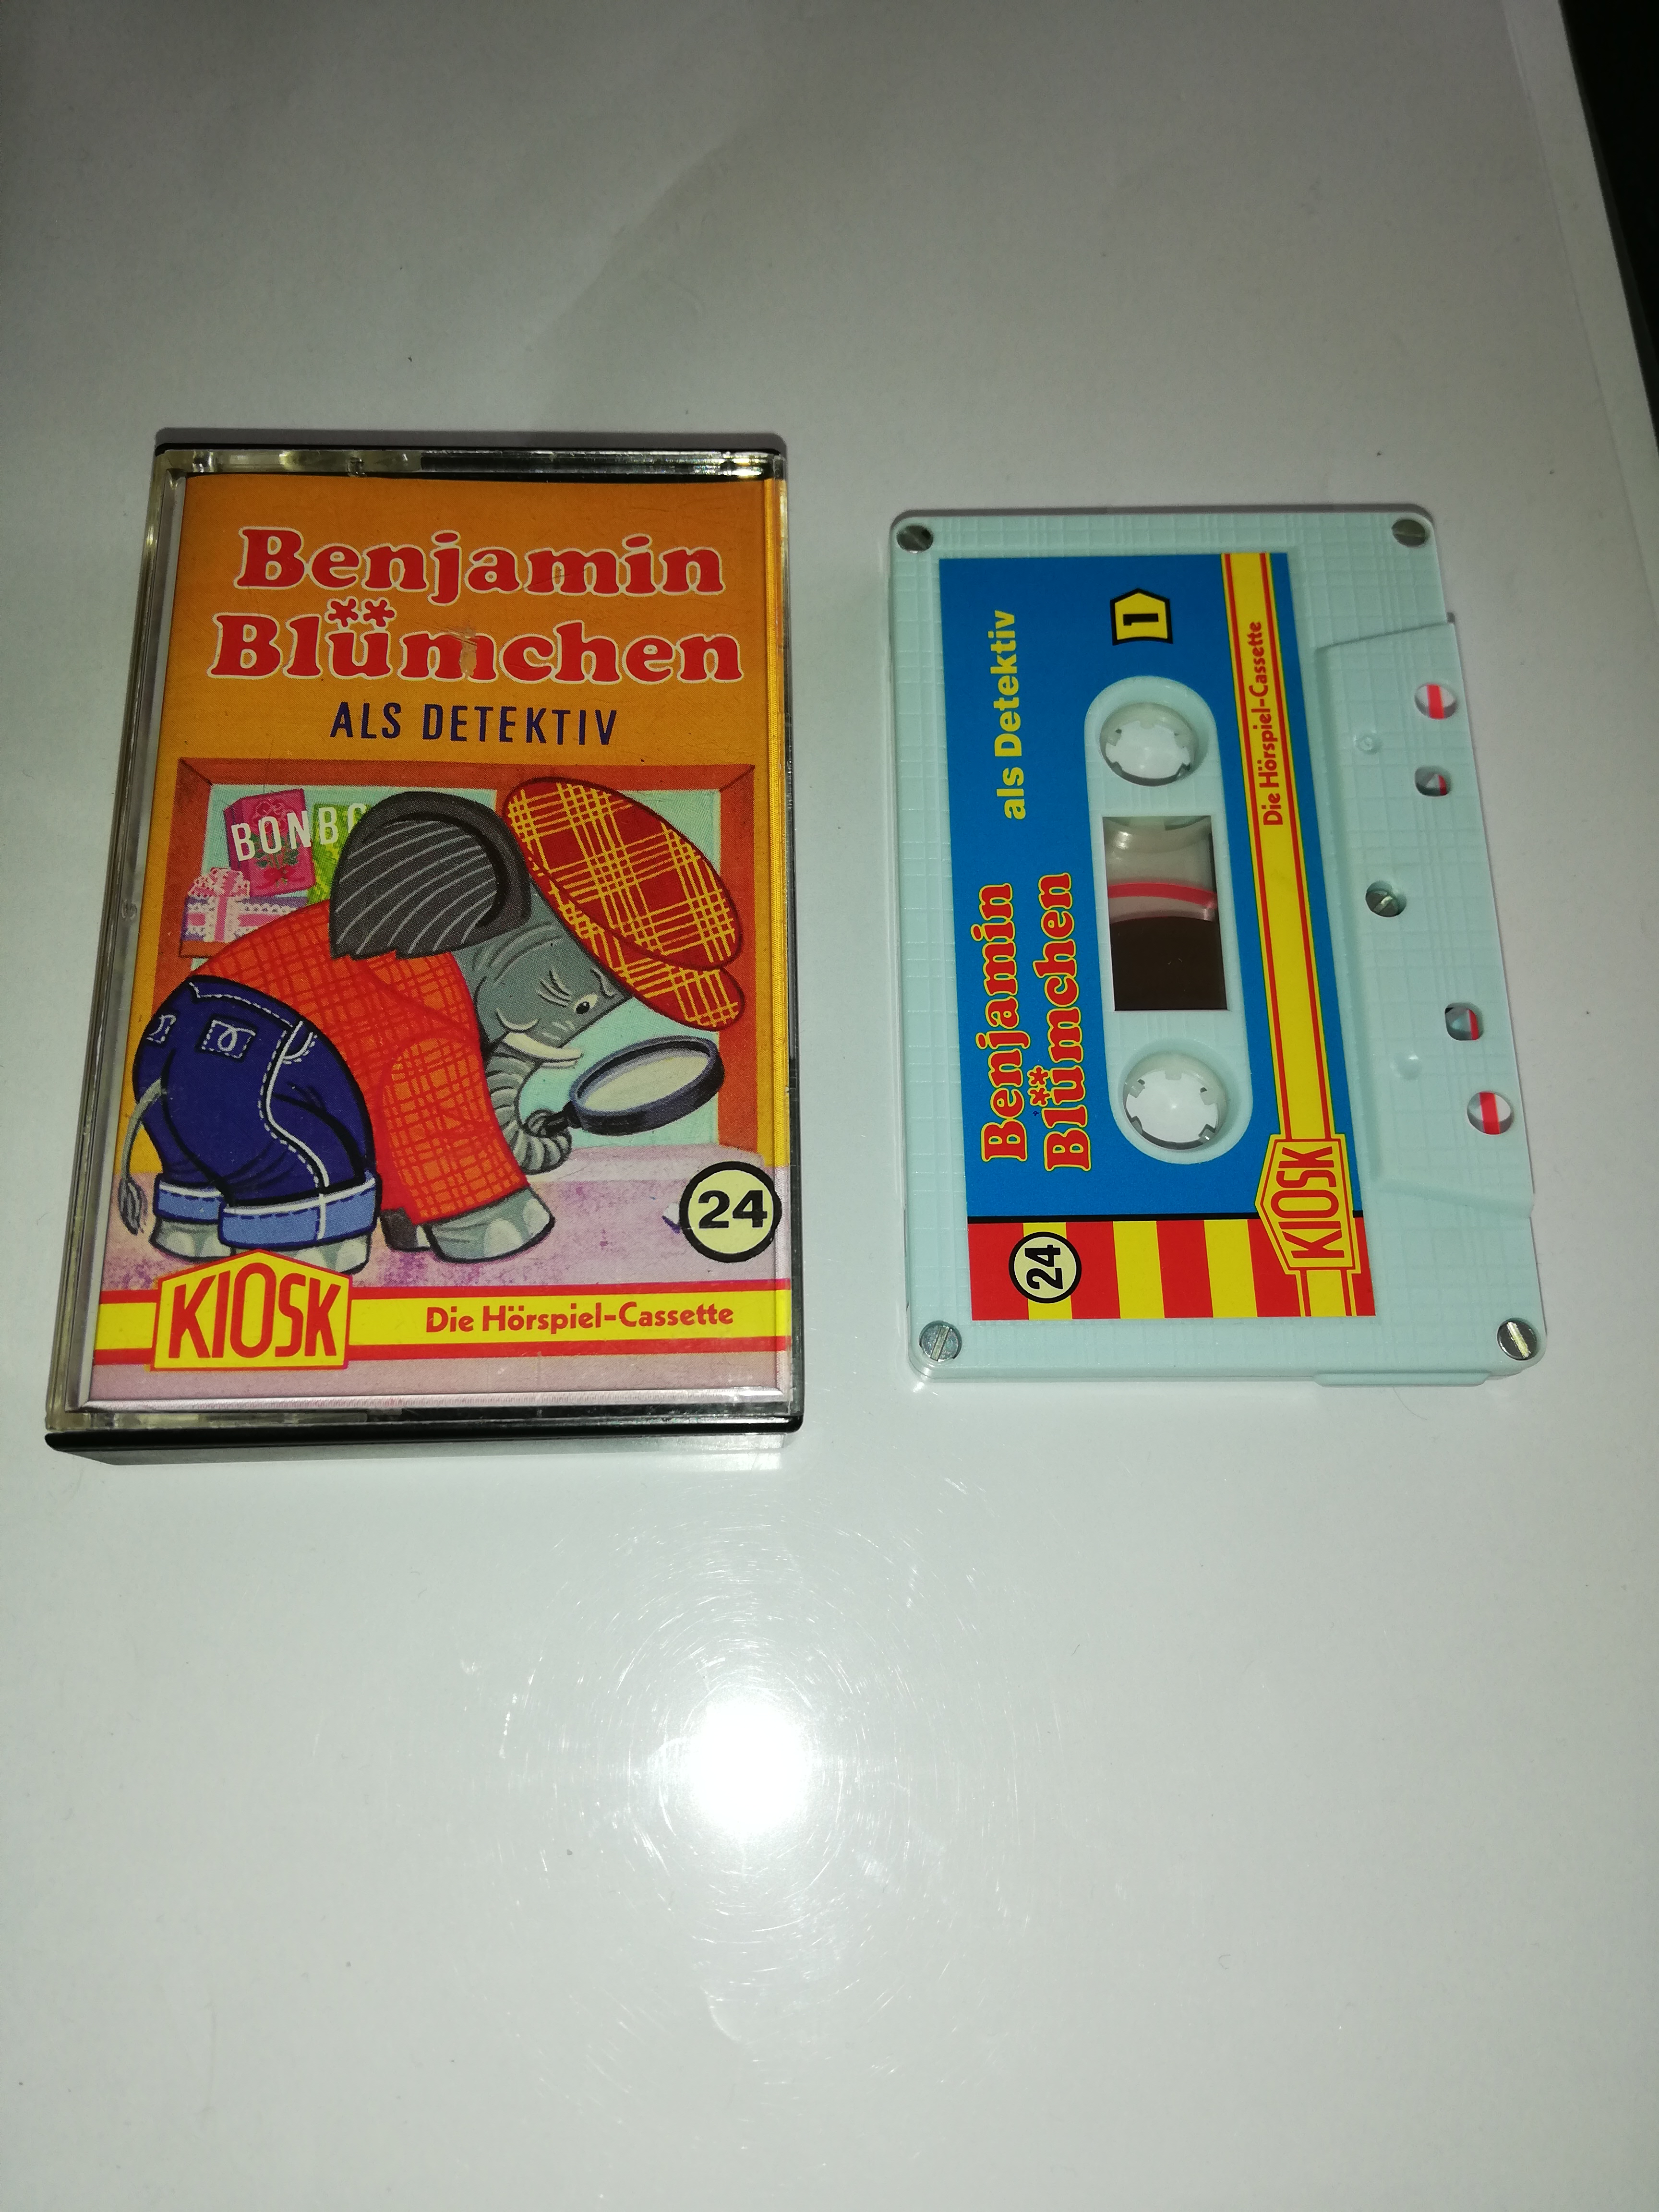 Benjamin
Blümchen
ALS DETEKTIV
BONBO
24
KIOSK
Die Hörspiel-Cassette
Benjamin
Blümchen
als Detektiv
1
24
KIOSK
Die Hörspiel-Cassette